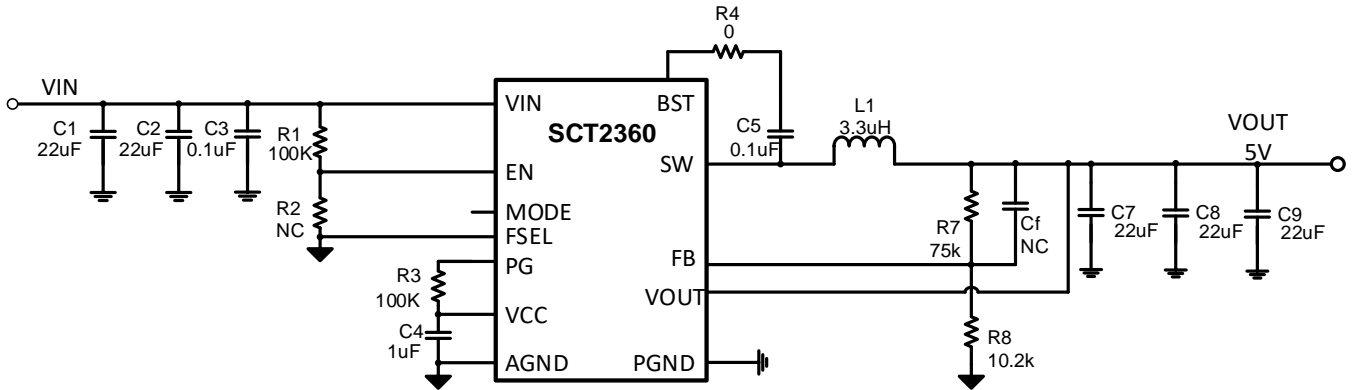 R4
0
VIN
C1
22uF
C2
22uF
C3
0.1uF
R1
100K
R2
NC
R3
100K
C4
1uF
VIN
BST
SCT2360
EN
SW
MODE
FSEL
PG
FB
VOUT
VCC
AGND
PGND
C5
0.1uF
L1
3.3uH
R7
75k
Cf
NC
R8
10.2k
C7
22uF
C8
22uF
C9
22uF
VOUT
5V